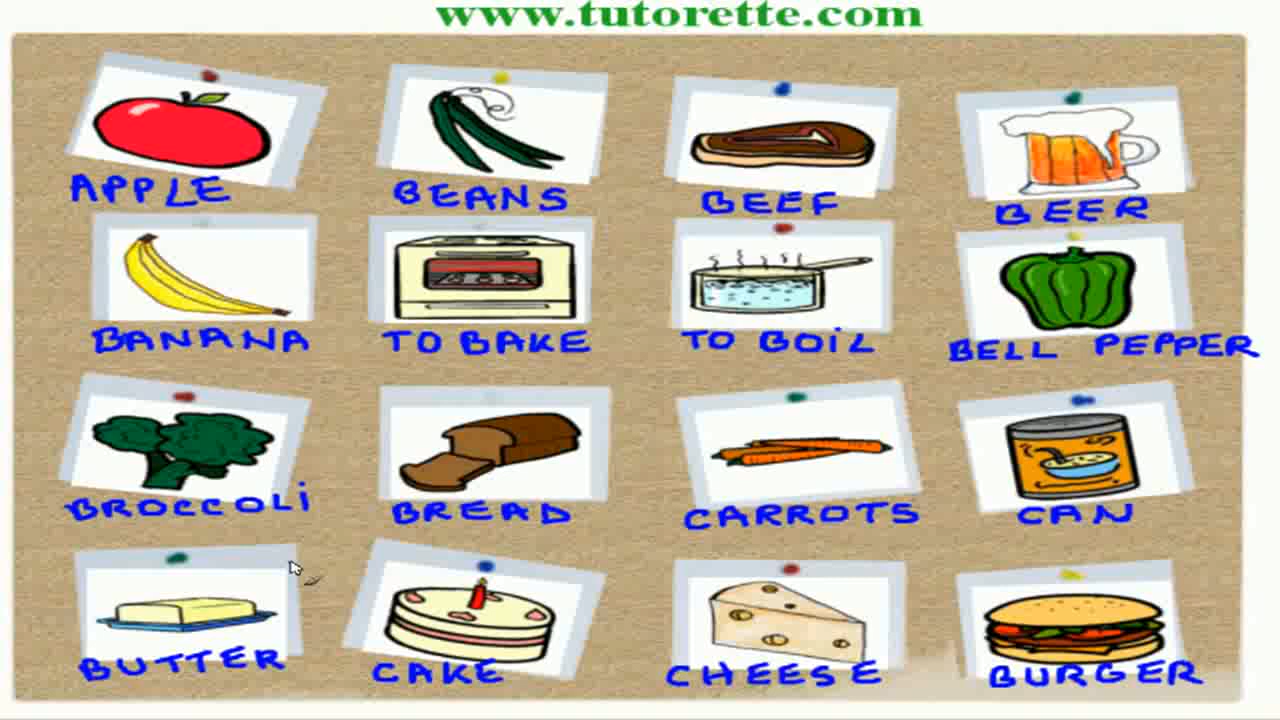 www.tutorette.com
APPLE BEANS BEEF BEER
BANANA TO BAKE TO BOiL BELL PEPPER
BROCCOLi BREAD CARROTS CAN
BUTTER CAKE CHEESE BURGER